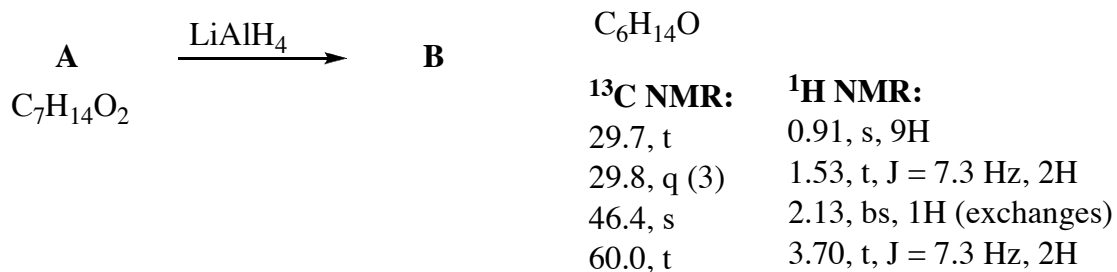 A
C₇H₁₄O₂
LiAlH₄
B
C₆H₁₄O
¹³C NMR:
29.7, t
29.8, q (3)
46.4, s
60.0, t
¹H NMR:
0.91, s, 9H
1.53, t, J = 7.3 Hz, 2H
2.13, bs, 1H (exchanges)
3.70, t, J = 7.3 Hz, 2H